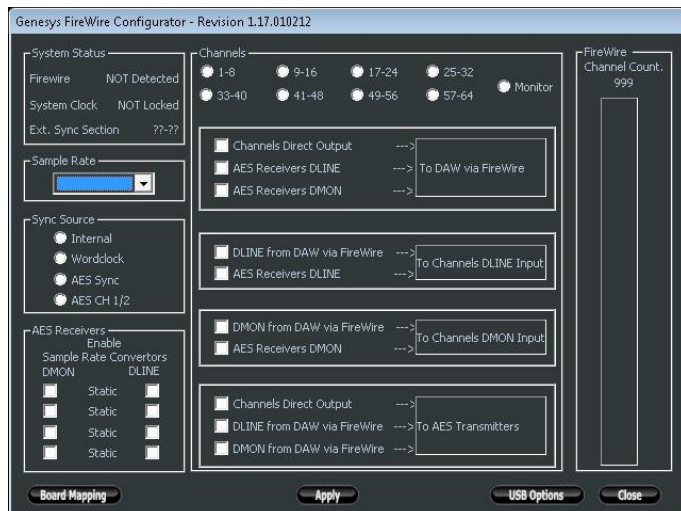 Genesys FireWire Configurator - Revision 1.17.010212
System Status
Firewire NOT Detected
System Clock NOT Locked
Ext. Sync Section ??-??
Sample Rate
Sync Source
Internal
Wordclock
AES Sync
AES CH 1/2
AES Receivers
Enable
Sample Rate Convertors
DMON DLINE
Static
Static
Static
Static
Channels
1-8 9-16 17-24 25-32
33-40 41-48 49-56 57-64 Monitor
Channels Direct Output --->
AES Receivers DLINE ---> To DAW via FireWire
AES Receivers DMON --->
DLINE from DAW via FireWire --->
AES Receivers DLINE ---> To Channels DLINE Input
DMON from DAW via FireWire --->
AES Receivers DMON ---> To Channels DMON Input
Channels Direct Output --->
DLINE from DAW via FireWire ---> To AES Transmitters
DMON from DAW via FireWire --->
FireWire
Channel Count.
999
Board Mapping Apply USB Options Close